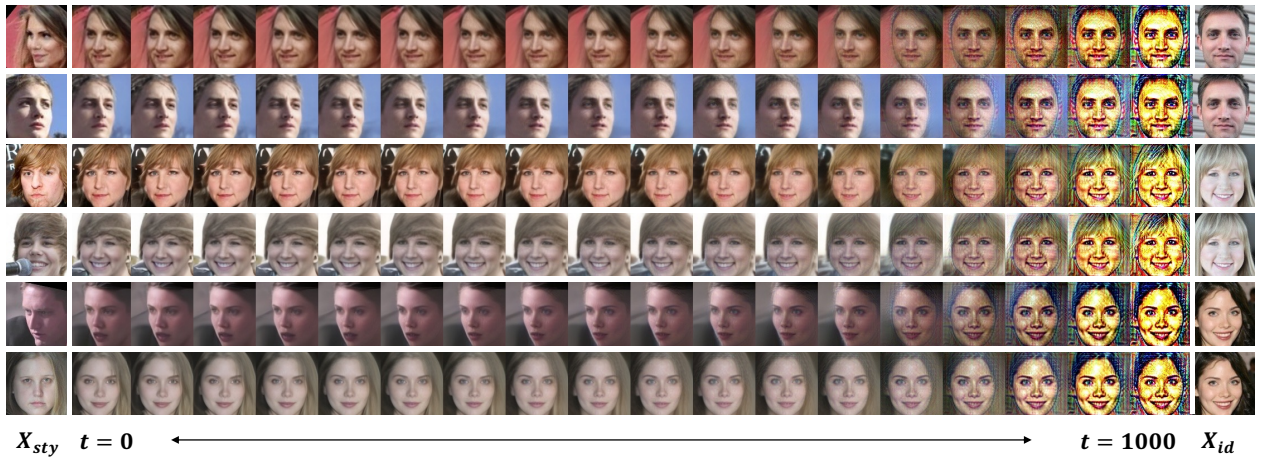 X_sty t = 0 t = 1000 X_id